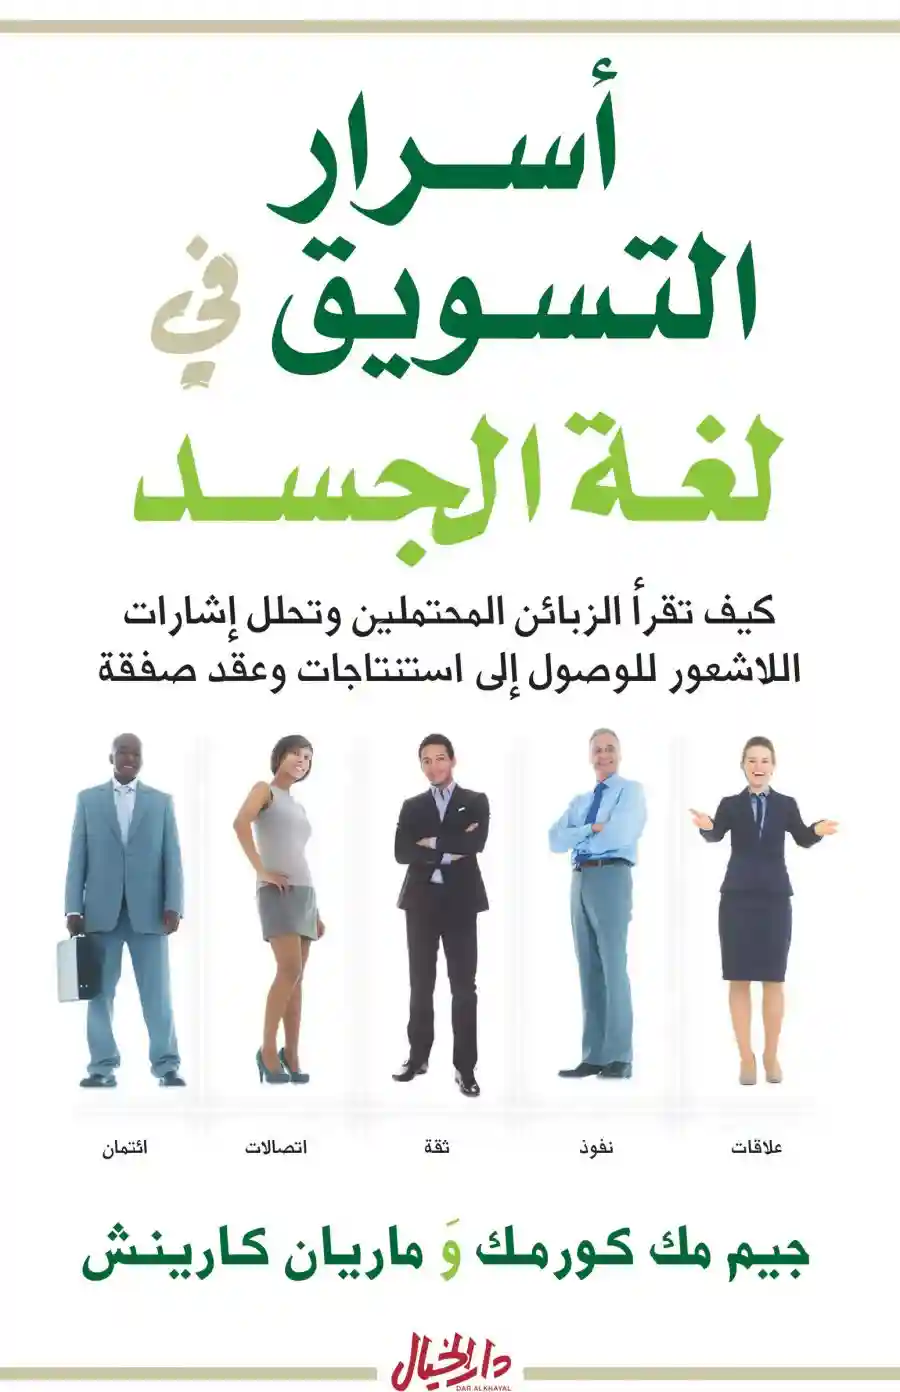 أسرار
التسويق في
لغة الجسد
كيف تقرأ الزبائن المحتملين وتحلل إشارات
اللاشعور للوصول إلى استنتاجات وعقد صفقة
علاقات نفوذ ثقة اتصالات ائتمان
جيم مك كورمك وَ ماريان كارينش
دار الخيال
DAR ALKHAYAL